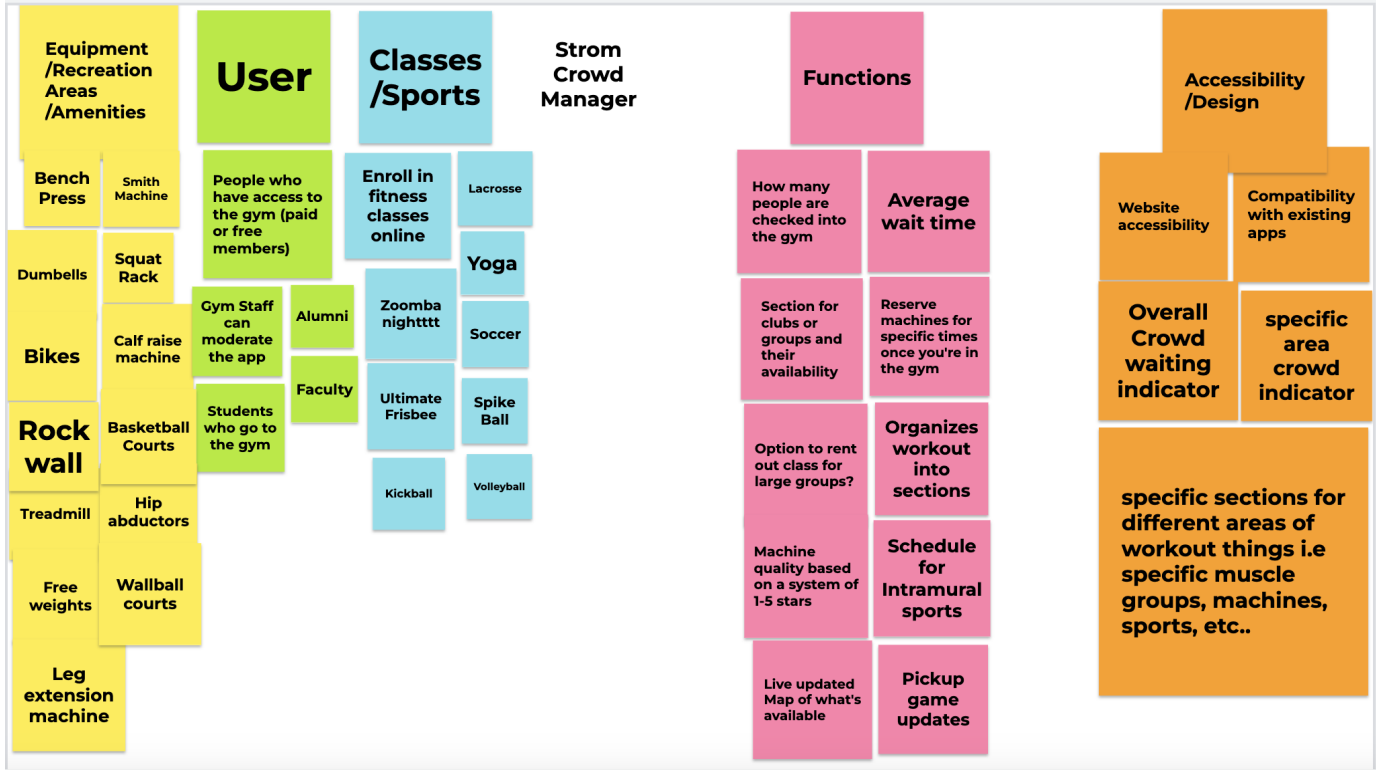 Equipment
/Recreation
Areas
/Amenities
Bench
Press
Smith
Machine
Dumbells
Squat
Rack
Bikes
Calf raise
machine
Rock
wall
Basketball
Courts
Treadmill
Hip
abductors
Free
weights
Wallball
courts
Leg
extension
machine
User
People who
have access to
the gym (paid
or free
members)
Gym Staff
can
moderate
the app
Alumni
Faculty
Students
who go to
the gym
Classes
/Sports
Enroll in
fitness
classes
online
Lacrosse
Yoga
Zoomba
nightttt
Soccer
Ultimate
Frisbee
Spike
Ball
Kickball
Volleyball
Strom
Crowd
Manager
Functions
How many
people are
checked into
the gym
Average
wait time
Section for
clubs or
groups and
their
availability
Reserve
machines for
specific times
once you're in
the gym
Option to rent
out class for
large groups?
Organizes
workout
into
sections
Machine
quality based
on a system of
1-5 stars
Schedule
for
Intramural
sports
Live updated
Map of what's
available
Pickup
game
updates
Accessibility
/Design
Website
accessibility
Compatibility
with existing
apps
Overall
Crowd
waiting
indicator
specific
area
crowd
indicator
specific sections for
different areas of
workout things i.e
specific muscle
groups, machines,
sports, etc..